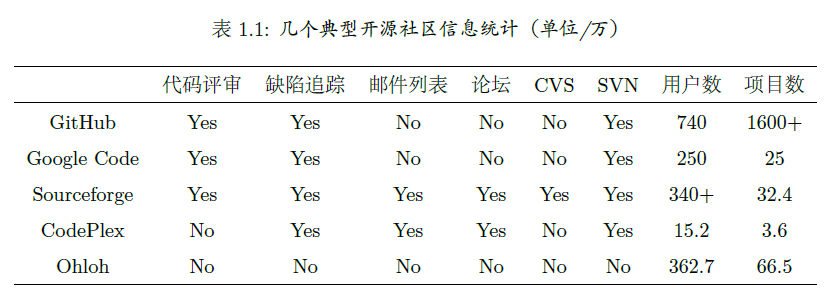 表 1.1: 几个典型开源社区信息统计（单位/万）
代码评审 缺陷追踪 邮件列表 论坛 CVS SVN 用户数 项目数
GitHub Yes Yes No No No Yes 740 1600+
Google Code Yes Yes No No No Yes 250 25
Sourceforge Yes Yes Yes Yes Yes Yes 340+ 32.4
CodePlex No Yes Yes Yes No Yes 15.2 3.6
Ohloh No No No No No No 362.7 66.5